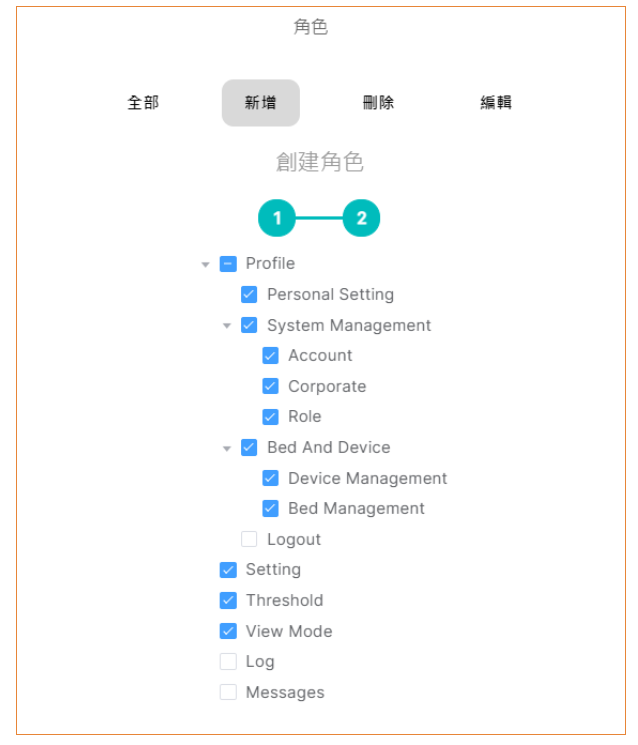 角色
全部 新增 刪除 編輯
創建角色
1 2
Profile
Personal Setting
System Management
Account
Corporate
Role
Bed And Device
Device Management
Bed Management
Logout
Setting
Threshold
View Mode
Log
Messages